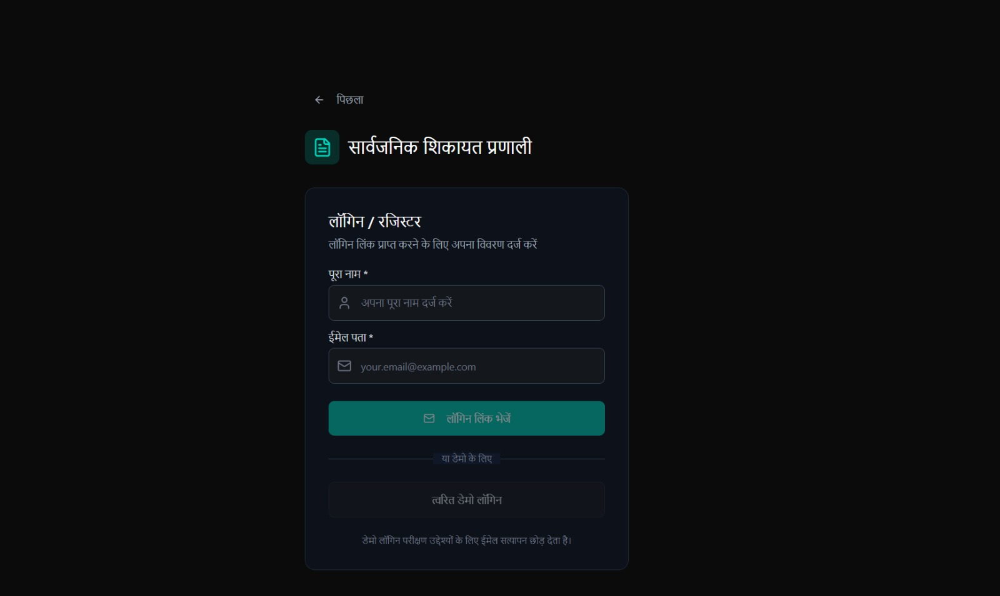 पिछला
सार्वजनिक शिकायत प्रणाली
लॉगिन / रजिस्टर
लॉगिन लिंक प्राप्त करने के लिए अपना विवरण दर्ज करें
पूरा नाम *
अपना पूरा नाम दर्ज करें
ईमेल पता *
your.email@example.com
लॉगिन लिंक भेजें
या डेमो के लिए
त्वरित डेमो लॉगिन
डेमो लॉगिन परीक्षण उद्देश्यों के लिए ईमेल सत्यापन छोड़ देता है।